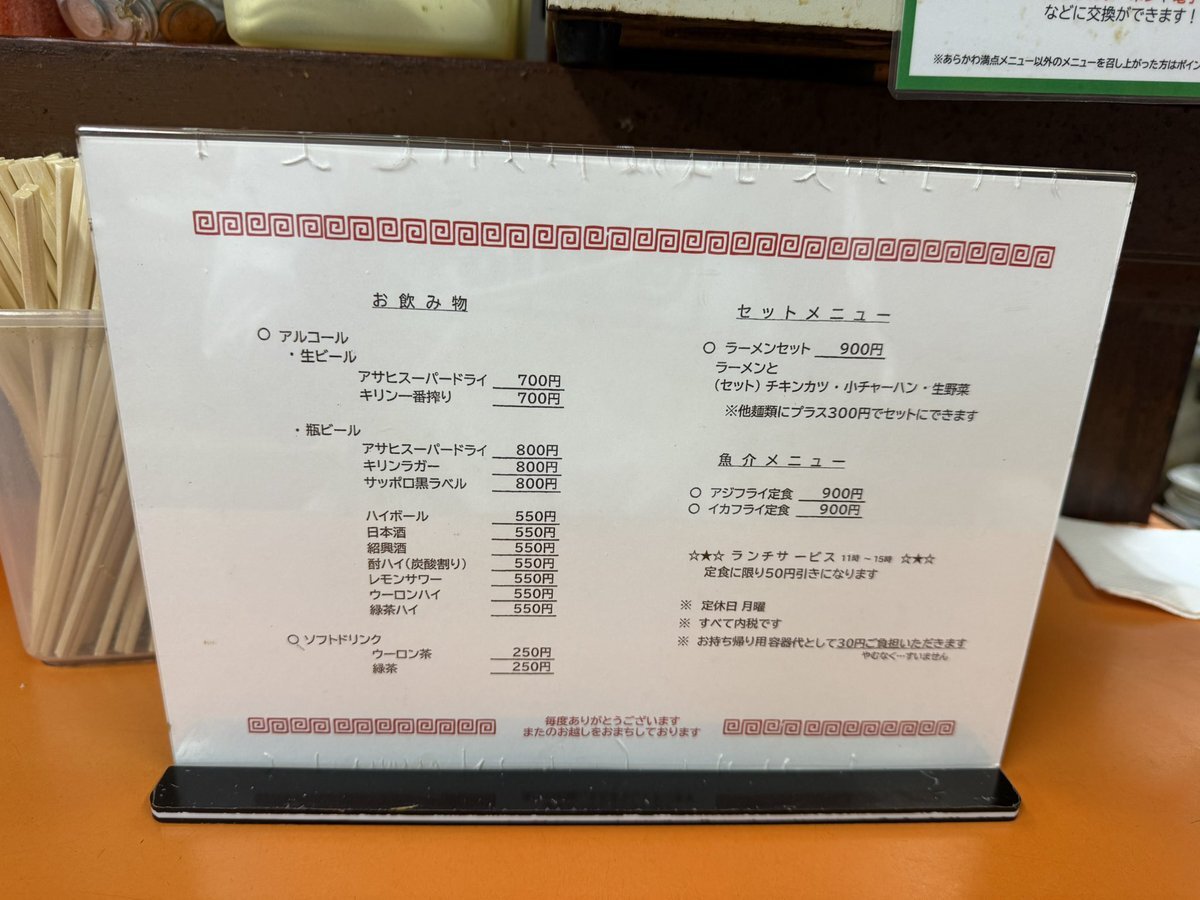 などに交換ができます！
※あらかわ満点メニュー以外のメニューを召し上がった方はポイン
お飲み物
○ アルコール
・生ビール
アサヒスーパードライ 700円
キリン一番搾り 700円
・瓶ビール
アサヒスーパードライ 800円
キリンラガー 800円
サッポロ黒ラベル 800円
ハイボール 550円
日本酒 550円
紹興酒 550円
酎ハイ（炭酸割り） 550円
レモンサワー 550円
ウーロンハイ 550円
緑茶ハイ 550円
○ ソフトドリンク
ウーロン茶 250円
緑茶 250円
セットメニュー
○ ラーメンセット 900円
ラーメンと
（セット）チキンカツ・小チャーハン・生野菜
※他麺類にプラス300円でセットにできます
魚介メニュー
○ アジフライ定食 900円
○ イカフライ定食 900円
☆★☆ ランチサービス 11時～15時 ☆★☆
定食に限り50円引きになります
※ 定休日 月曜
※ すべて内税です
※ お持ち帰り用 容器代として30円ご負担いただきます
やむなく…すいません
毎度ありがとうございます
またのお越しをおまちしております